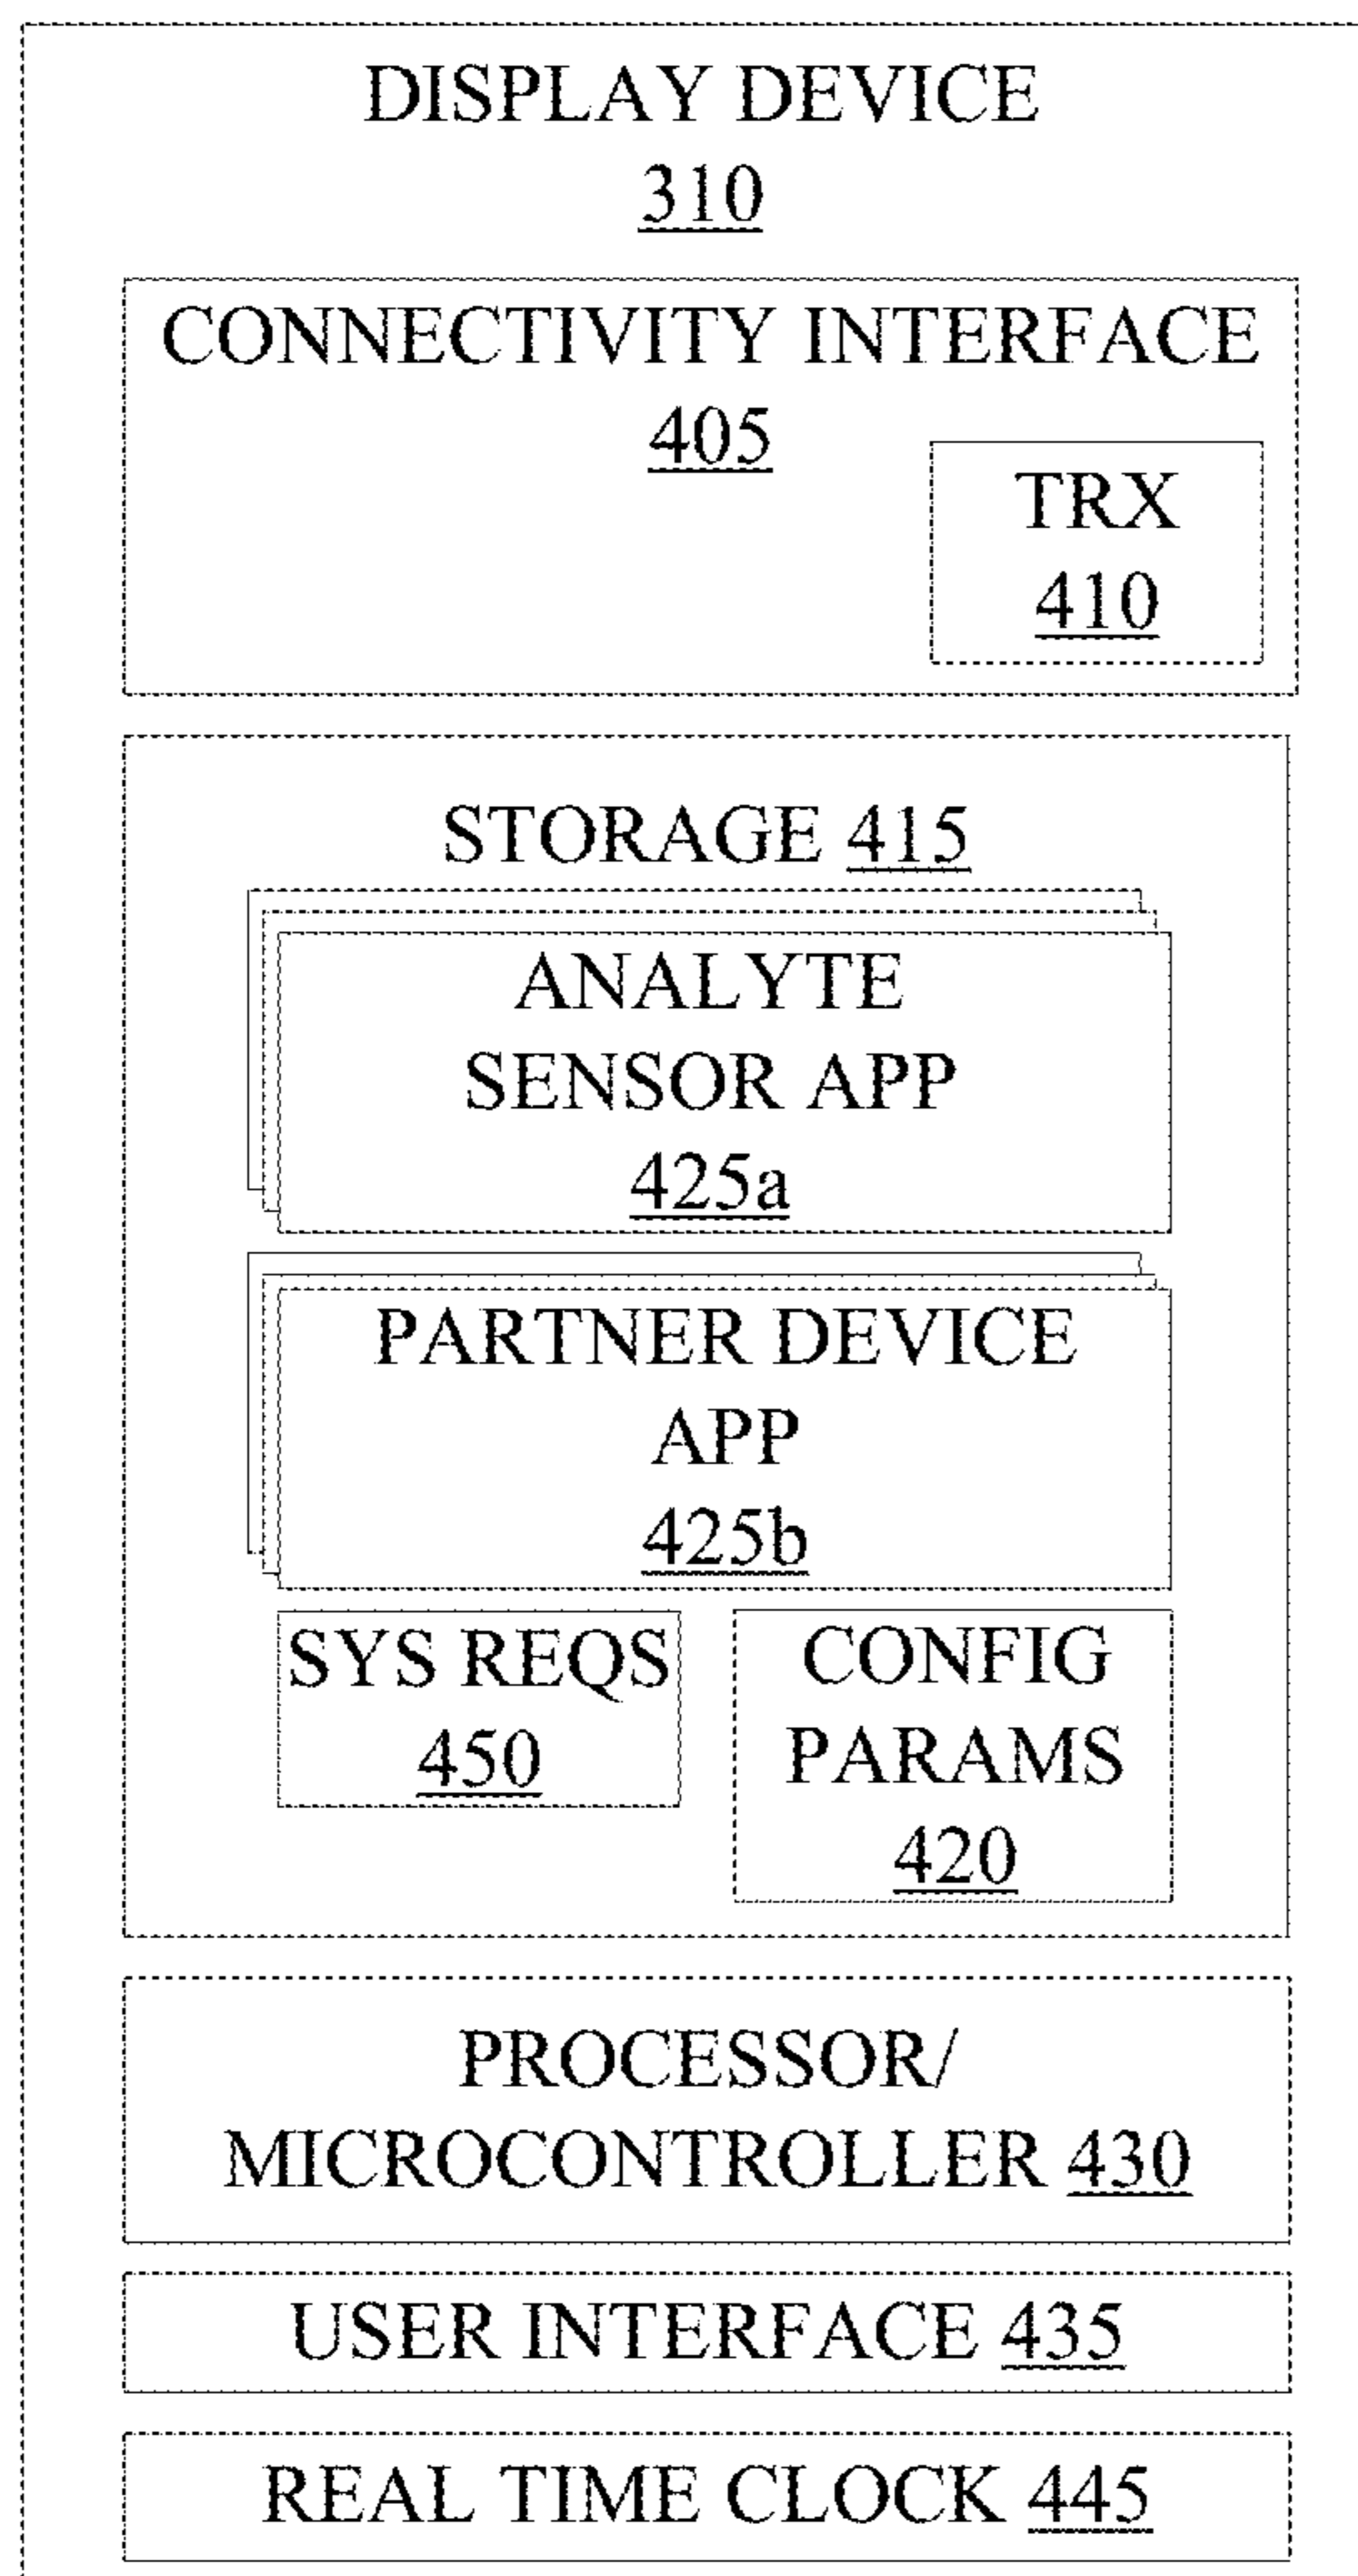 DISPLAY DEVICE
310
CONNECTIVITY INTERFACE
405
TRX
410
STORAGE 415
ANALYTE
SENSOR APP
425a
PARTNER DEVICE
APP
425b
SYS REQS
450
CONFIG
PARAMS
420
PROCESSOR/
MICROCONTROLLER 430
USER INTERFACE 435
REAL TIME CLOCK 445